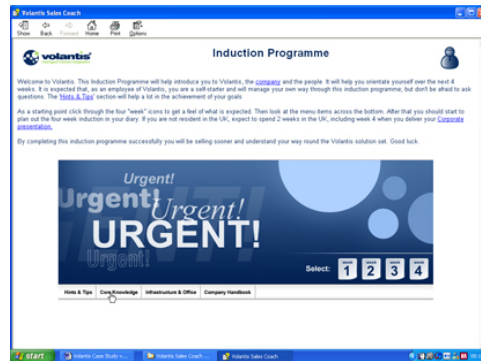 Volantis Sales Coach
Show Back Forward Home Print Options
volantis
Induction Programme
Welcome to Volantis. This Induction Programme will help introduce you to Volantis, the company and the people. It will help you orientate yourself over the next 4
weeks. It is expected that, as an employee of Volantis, you are a self-starter and will manage your own way through this induction programme, but don't be afraid to ask
questions. The 'Hints & Tips' section will help a lot in the achievement of your goals
As a starting point click through the four "week" icons to get a feel of what is expected. Then look at the menu items across the bottom. After that you should start to
plan out the four week induction in your diary. If you are not resident in the UK, expect to spend 2 weeks in the UK, including week 4 when you deliver your Corporate
presentation.
By completing this induction programme successfully you will be selling sooner and understand your way round the Volantis solution set. Good luck
Urgent!
Urgent!
Urgent!
URGENT!
Urgent!
Select: week 1 week 2 week 3 week 4
Hints & Tips Core Knowledge Infrastructure & Office Company Handbook
start Volantis Case Study v... Volantis Sales Coach ... Volantis Sales Coach